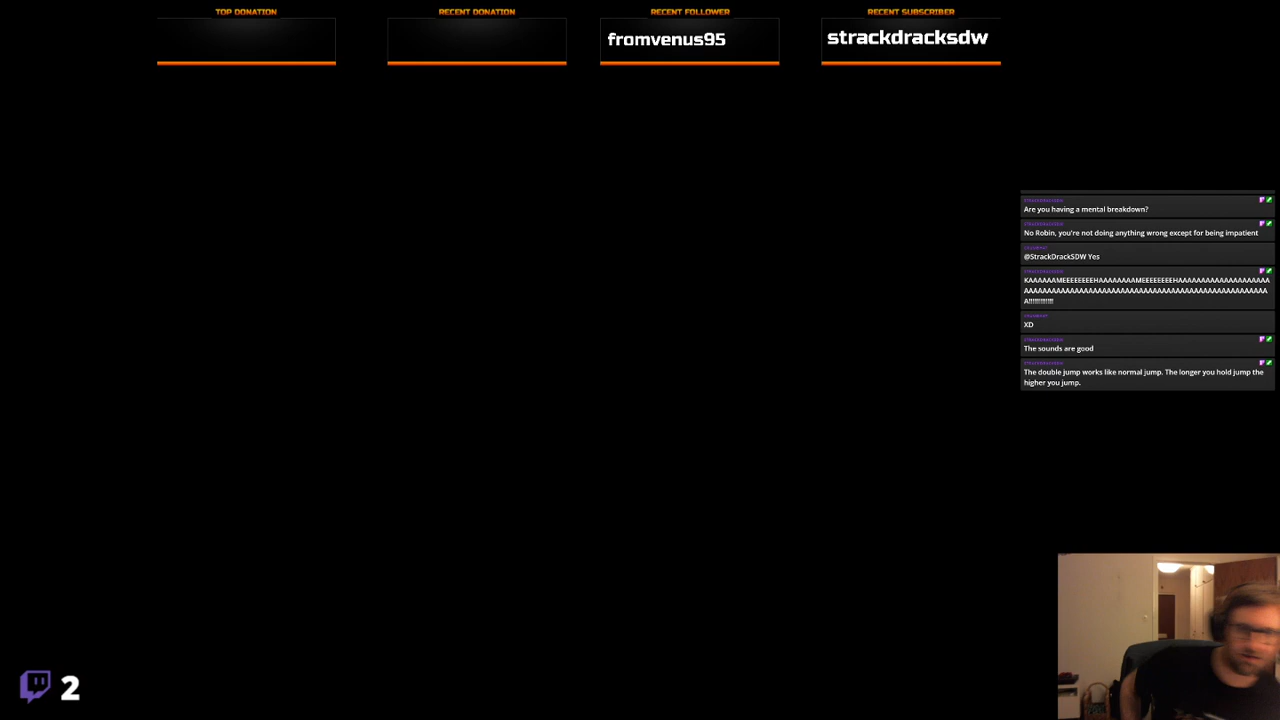 TOP DONATION
RECENT DONATION
RECENT FOLLOWER
RECENT SUBSCRIBER
fromvenus95
strackdracksdw
Are you having a mental breakdown?
No Robin, you're not doing anything wrong except for being impatient
@StrackDrackSDW Yes
XD
The sounds are good
The double jump works like normal jump. The longer you hold jump the
higher you jump.
2